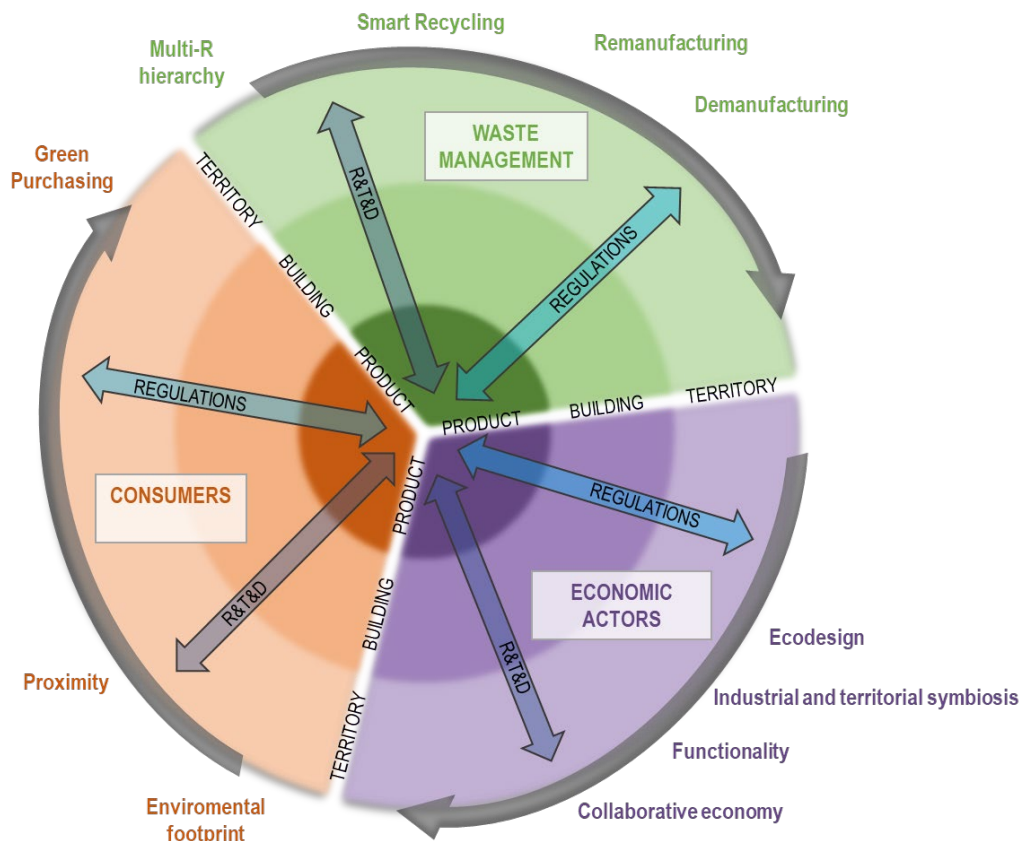 Smart Recycling
Remanufacturing
Multi-R
hierarchy
Demanufacturing
WASTE
MANAGEMENT
Green
Purchasing
TERRITORY
R&T&D
REGULATIONS
BUILDING
PRODUCT
REGULATIONS
PRODUCT
BUILDING
TERRITORY
CONSUMERS
PRODUCT
REGULATIONS
R&T&D
BUILDING
ECONOMIC
ACTORS
R&T&D
Ecodesign
Proximity
Industrial and territorial symbiosis
TERRITORY
Functionality
Enviromental
footprint
Collaborative economy